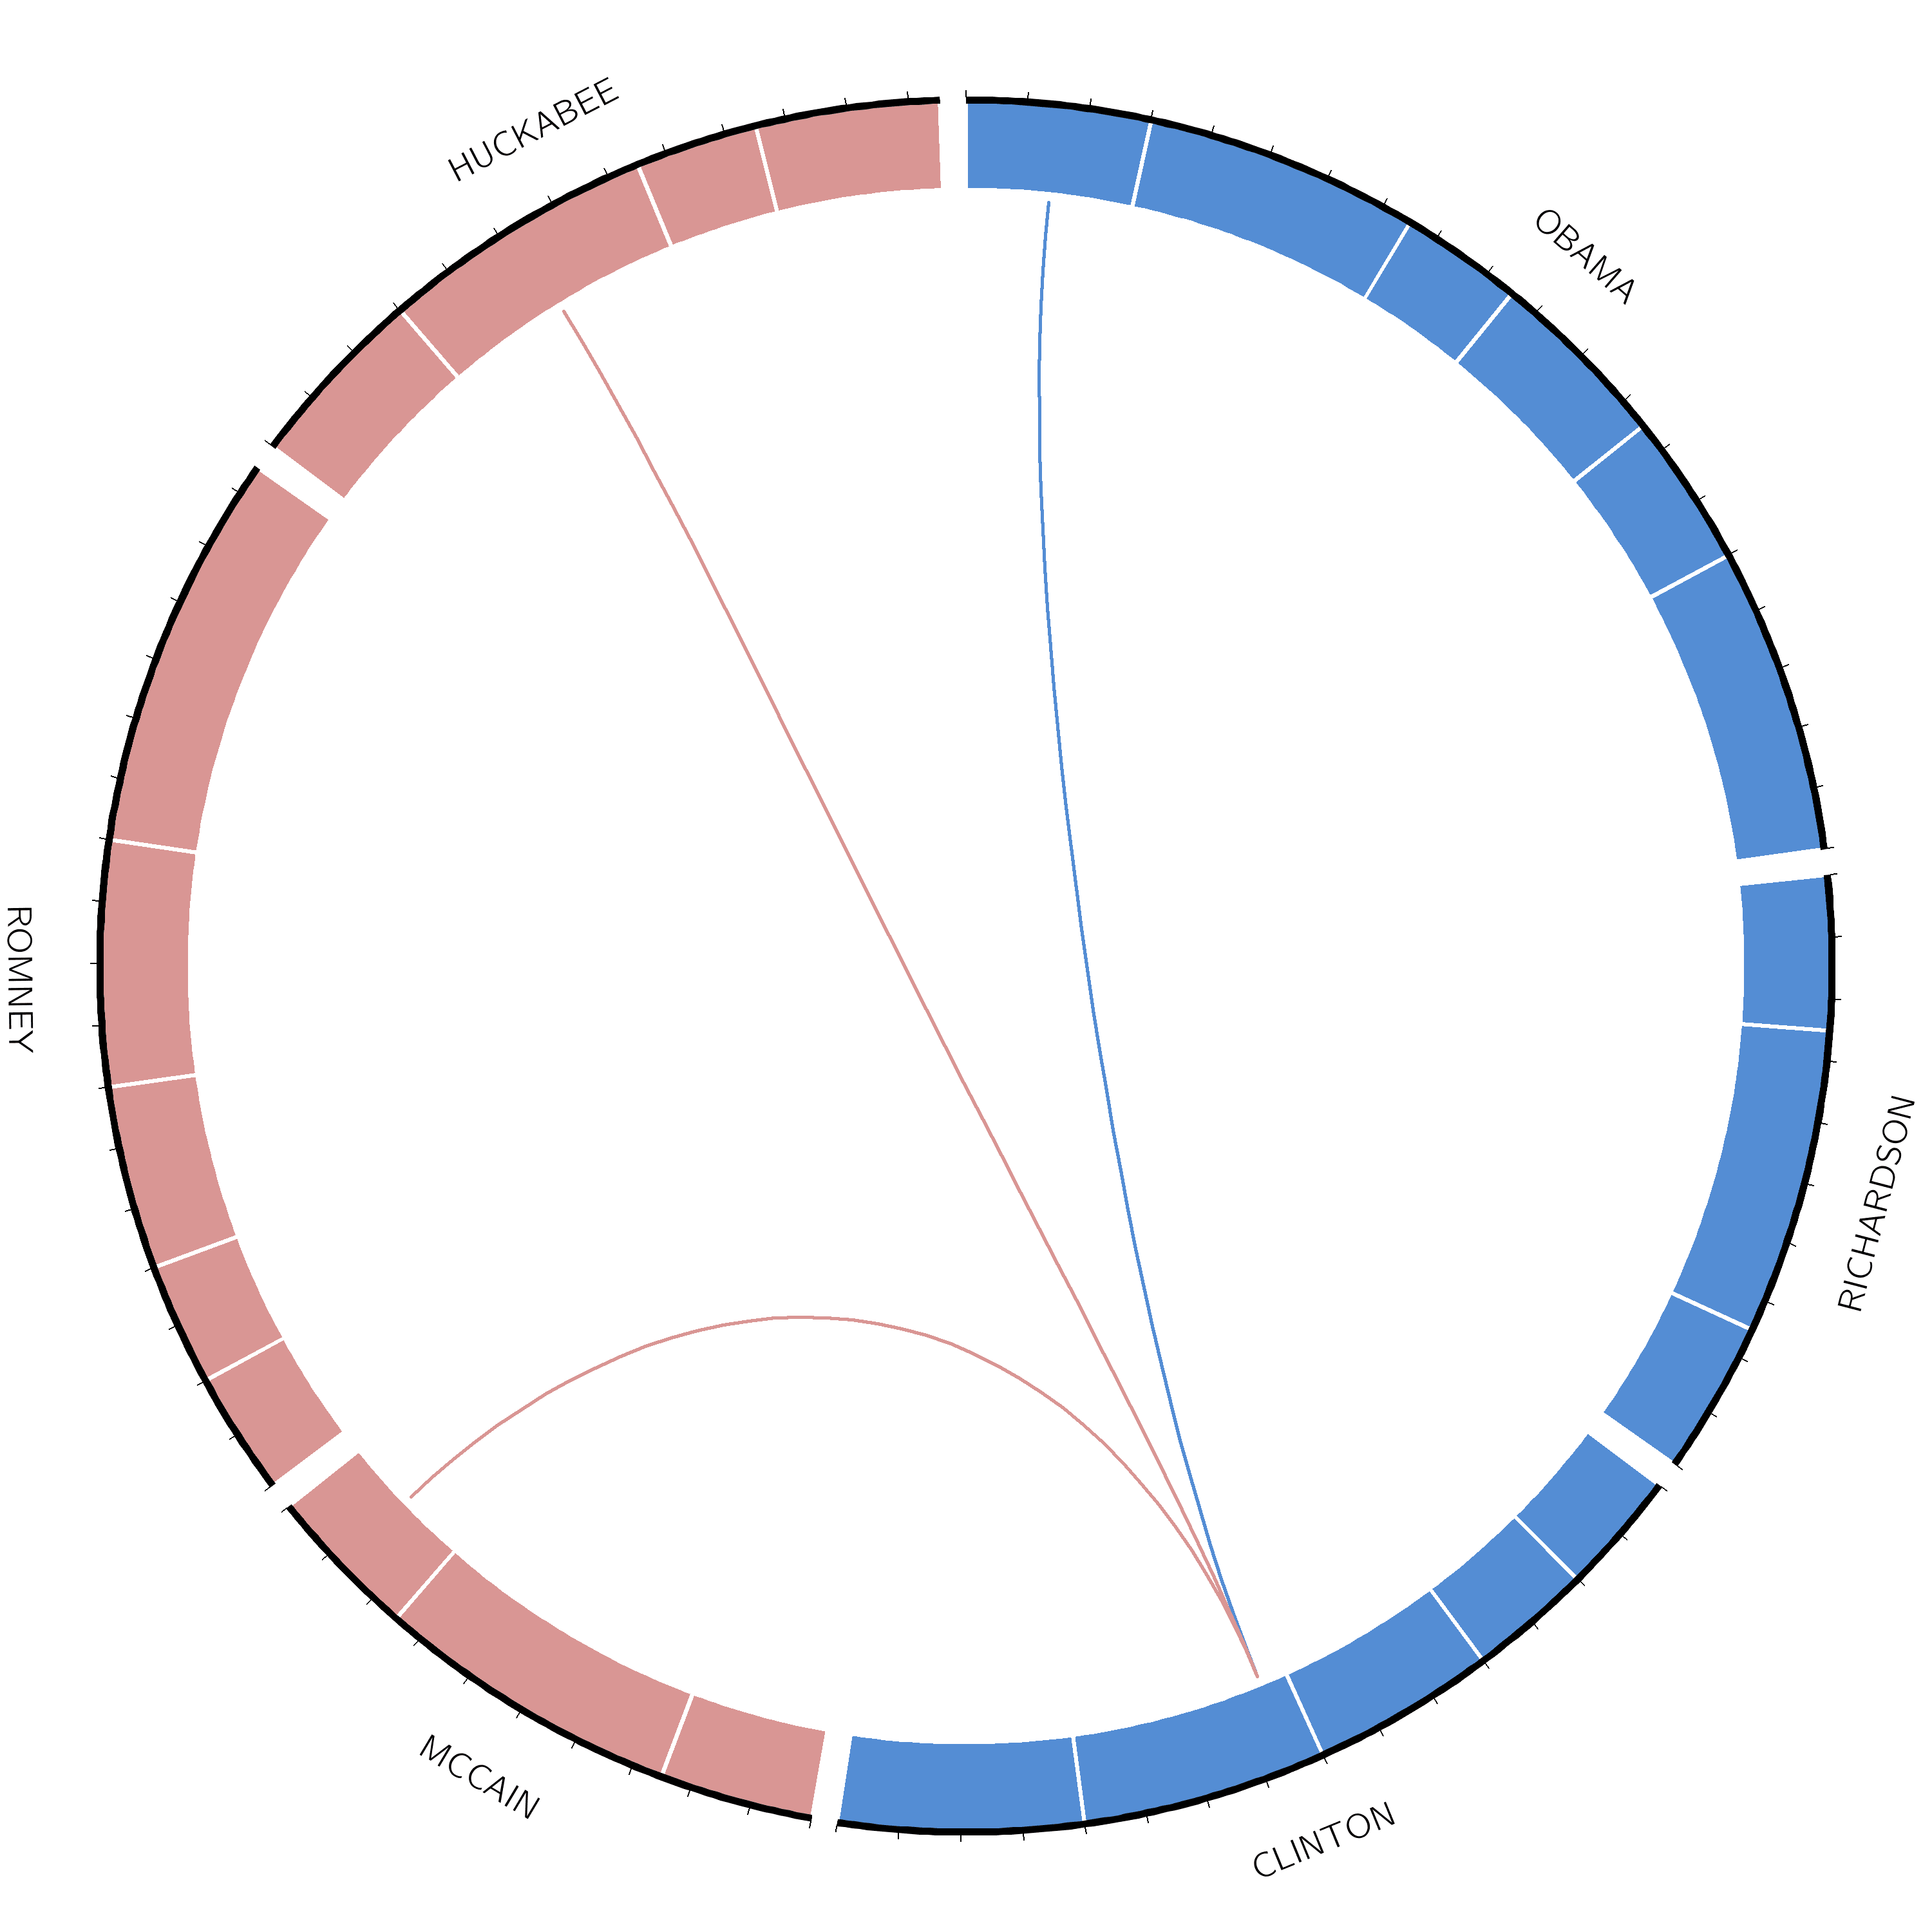 HUCKABEE
OBAMA
ROMNEY
RICHARDSON
MCCAIN
CLINTON